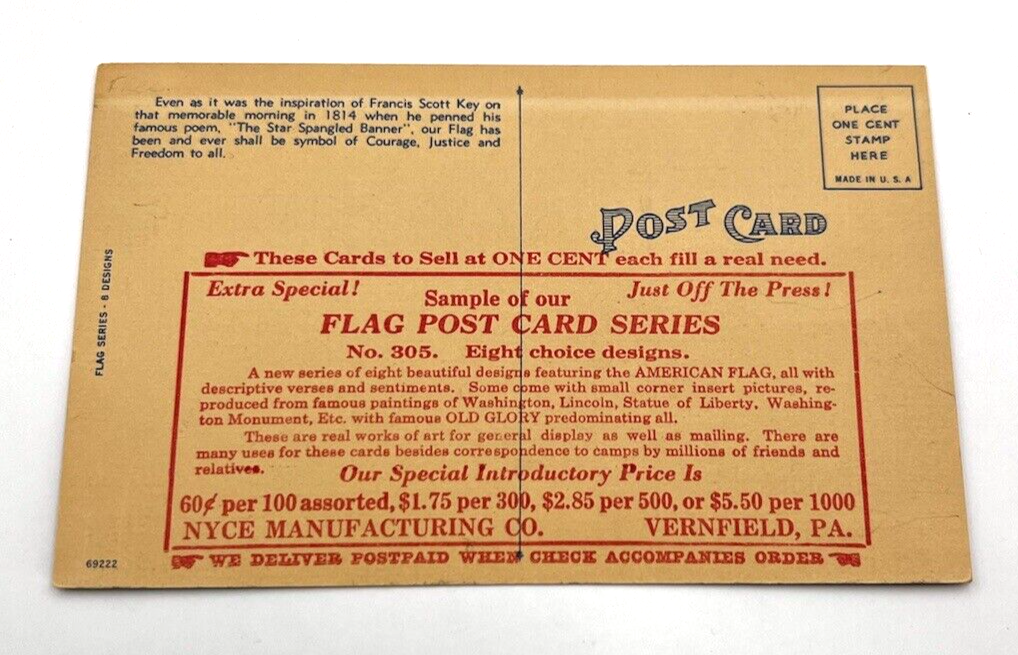 Even as it was the inspiration of Francis Scott Key on
that memorable morning in 1814 when he penned his
famous poem, "The Star Spangled Banner", our Flag has
been and ever shall be symbol of Courage, Justice and
Freedom to all.
PLACE
ONE CENT
STAMP
HERE
MADE IN U. S. A
POST CARD
FLAG SERIES - 8 DESIGNS
These Cards to Sell at ONE CENT each fill a real need.
Extra Special! Just Off The Press!
Sample of our
FLAG POST CARD SERIES
No. 305. Eight choice designs.
A new series of eight beautiful designs featuring the AMERICAN FLAG, all with
descriptive verses and sentiments. Some come with small corner insert pictures, re-
produced from famous paintings of Washington, Lincoln, Statue of Liberty, Washing-
ton Monument, Etc. with famous OLD GLORY predominating all.
These are real works of art for general display as well as mailing. There are
many uses for these cards besides correspondence to camps by millions of friends and
relatives.
Our Special Introductory Price Is
60¢ per 100 assorted, $1.75 per 300, $2.85 per 500, or $5.50 per 1000
NYCE MANUFACTURING CO. VERNFIELD, PA.
WE DELIVER POSTPAID WHEN CHECK ACCOMPANIES ORDER
69222